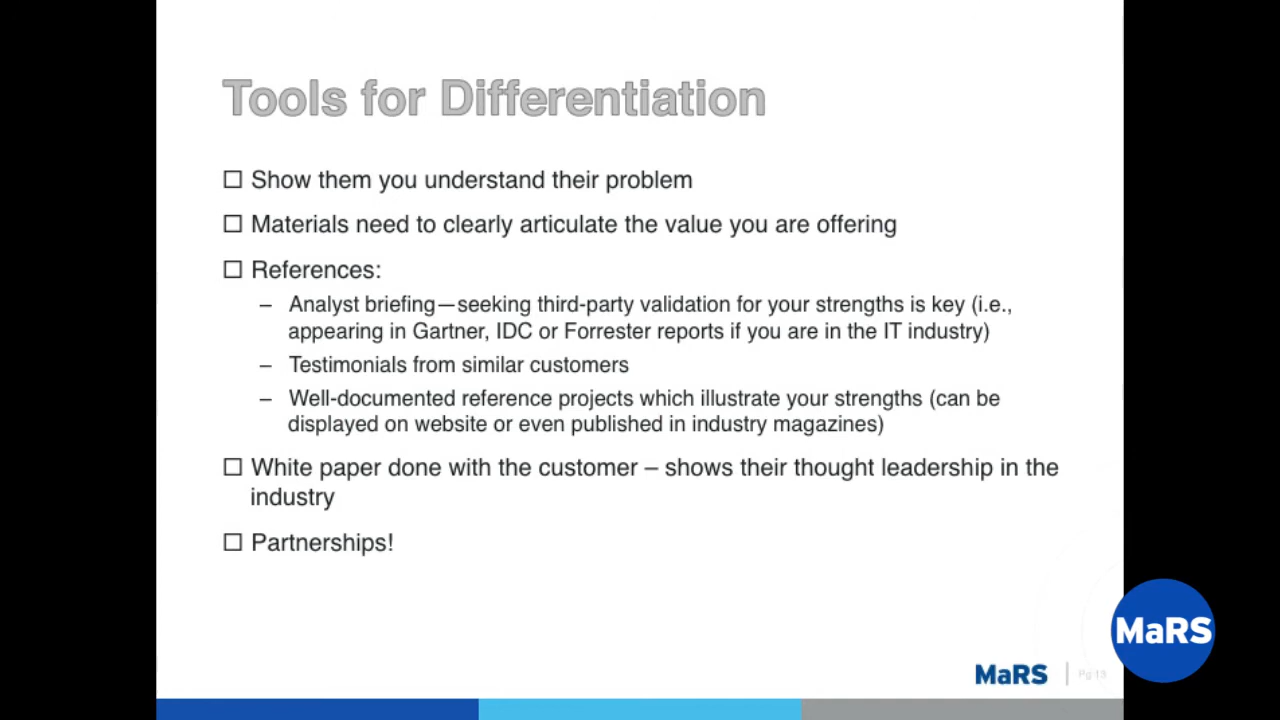 Tools for Differentiation
☐ Show them you understand their problem
☐ Materials need to clearly articulate the value you are offering
☐ References:
– Analyst briefing—seeking third-party validation for your strengths is key (i.e.,
appearing in Gartner, IDC or Forrester reports if you are in the IT industry)
– Testimonials from similar customers
– Well-documented reference projects which illustrate your strengths (can be
displayed on website or even published in industry magazines)
☐ White paper done with the customer – shows their thought leadership in the
industry
☐ Partnerships!
MaRS
MaRS | Pg 13